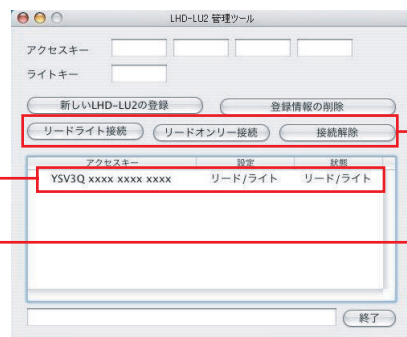 LHD-LU2 管理ツール
アクセスキー
ライトキー
新しいLHD-LU2の登録 登録情報の削除
リードライト接続 リードオンリー接続 接続解除
アクセスキー 設定 状態
YSV3Q xxxx xxxx xxxx リード/ライト リード/ライト
終了